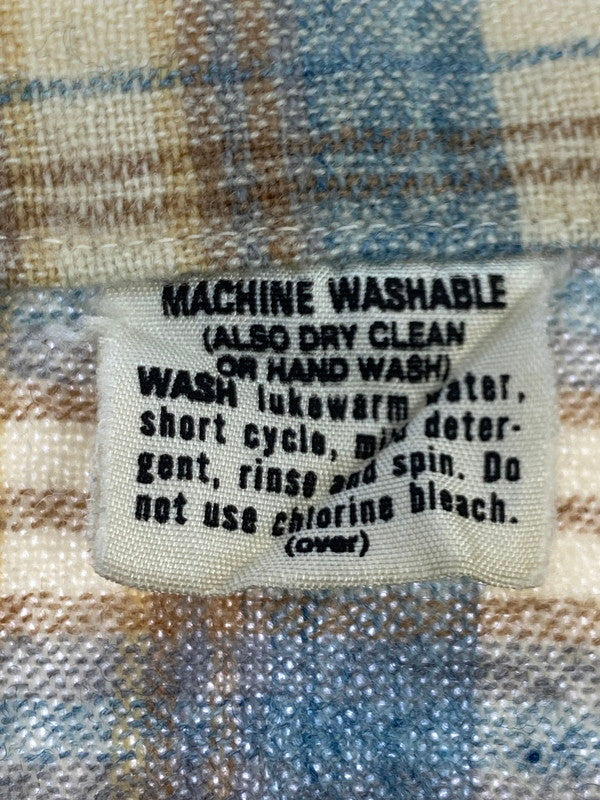 MACHINE WASHABLE
(ALSO DRY CLEAN
OR HAND WASH)
WASH lukewarm water,
short cycle, mild deter-
gent, rinse and spin. Do
not use chlorine bleach.
(over)